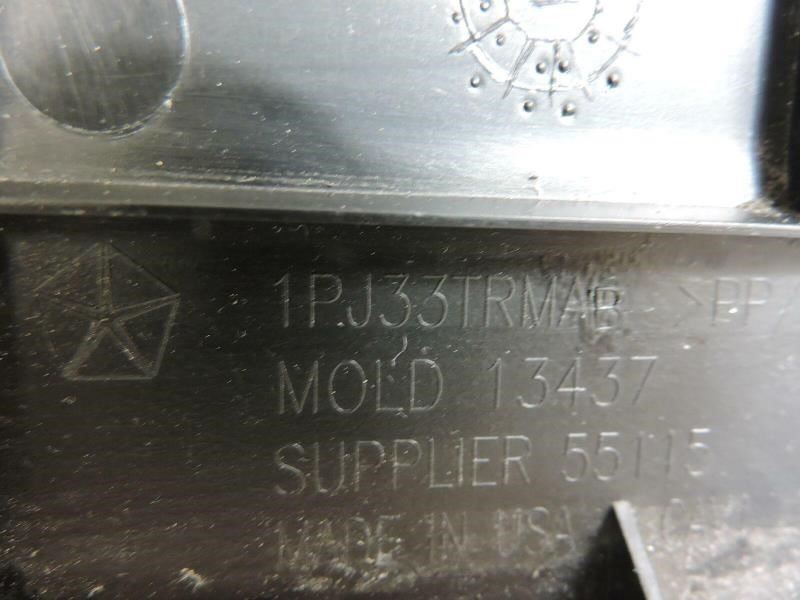 1PJ33TRMAB >PP
MOLD 13437
SUPPLIER 55115
MADE IN USA